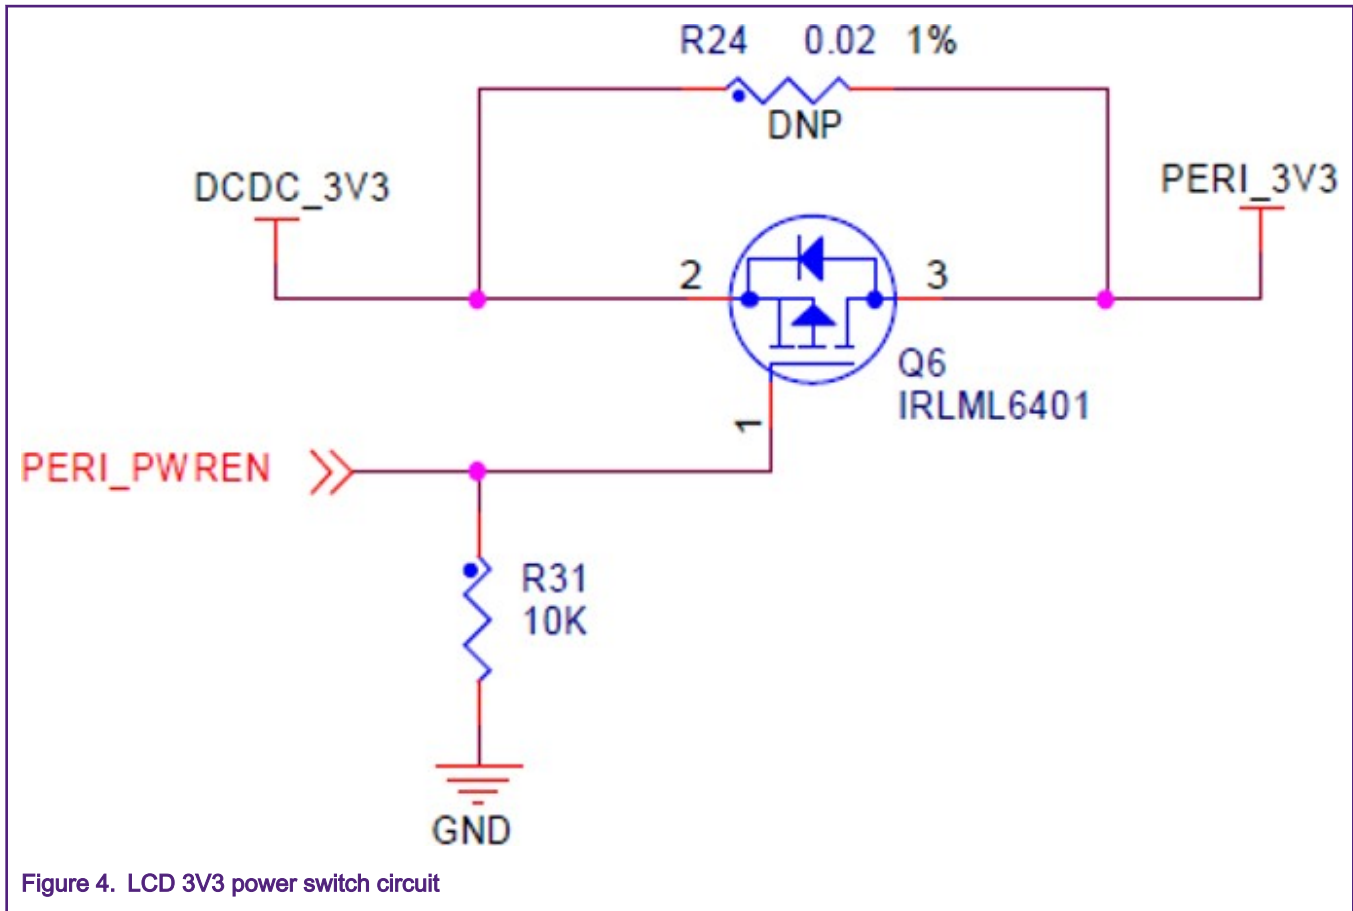 R24 0.02 1%
DNP
DCDC_3V3
PERI_3V3
2
3
Q6
IRLML6401
1
PERI_PWREN
R31
10K
GND
Figure 4. LCD 3V3 power switch circuit